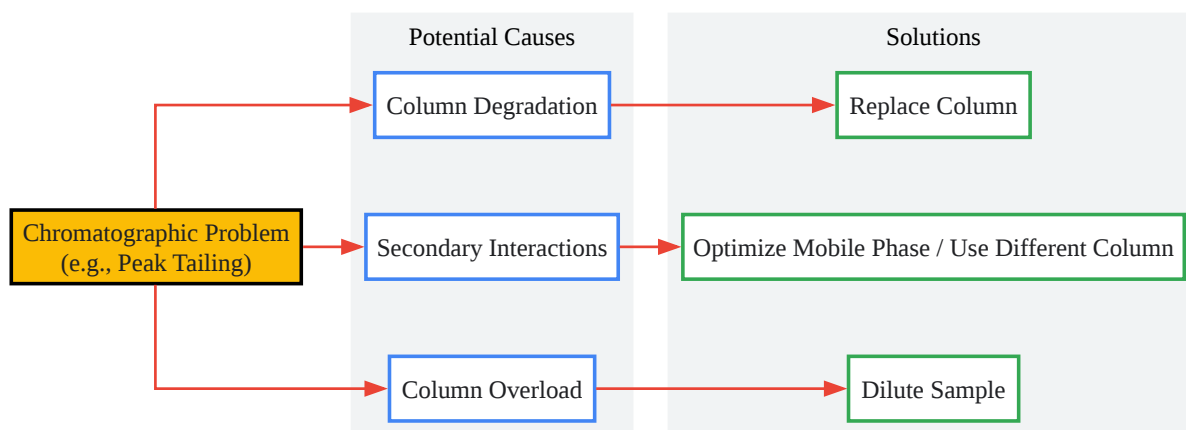 Potential Causes
Solutions
Column Degradation
Replace Column
Chromatographic Problem
(e.g., Peak Tailing)
Secondary Interactions
Optimize Mobile Phase / Use Different Column
Column Overload
Dilute Sample